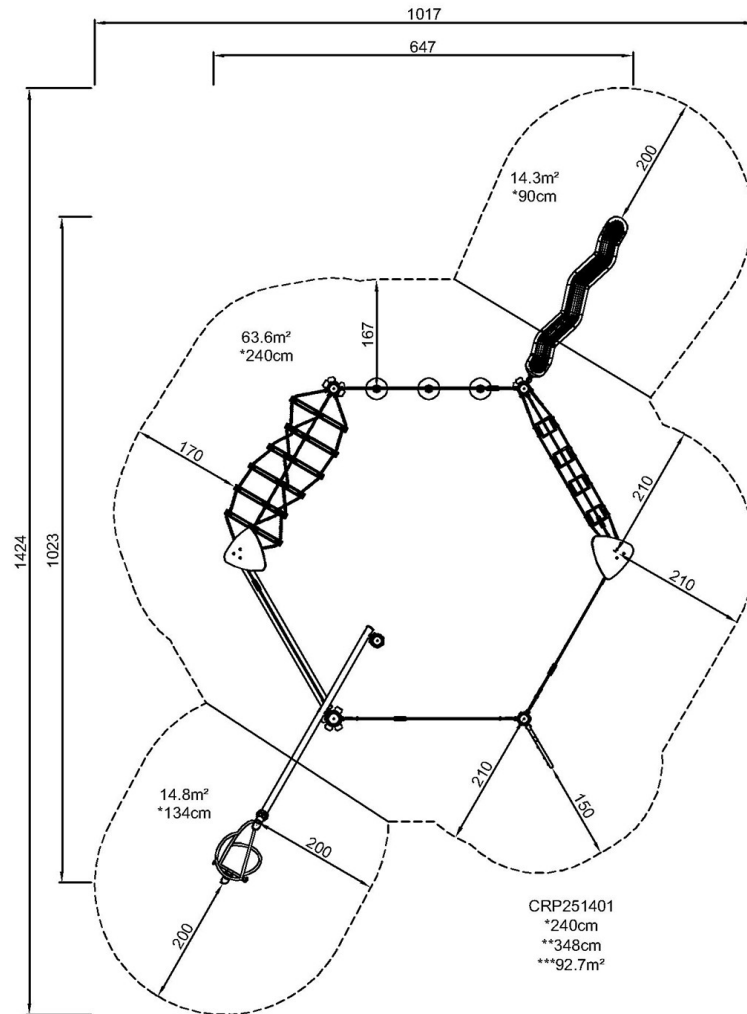 1017
647
200
14.3m²
*90cm
167
63.6m²
*240cm
170
210
210
1424
1023
14.8m²
*134cm
210
150
200
200
CRP251401
*240cm
**348cm
***92.7m²